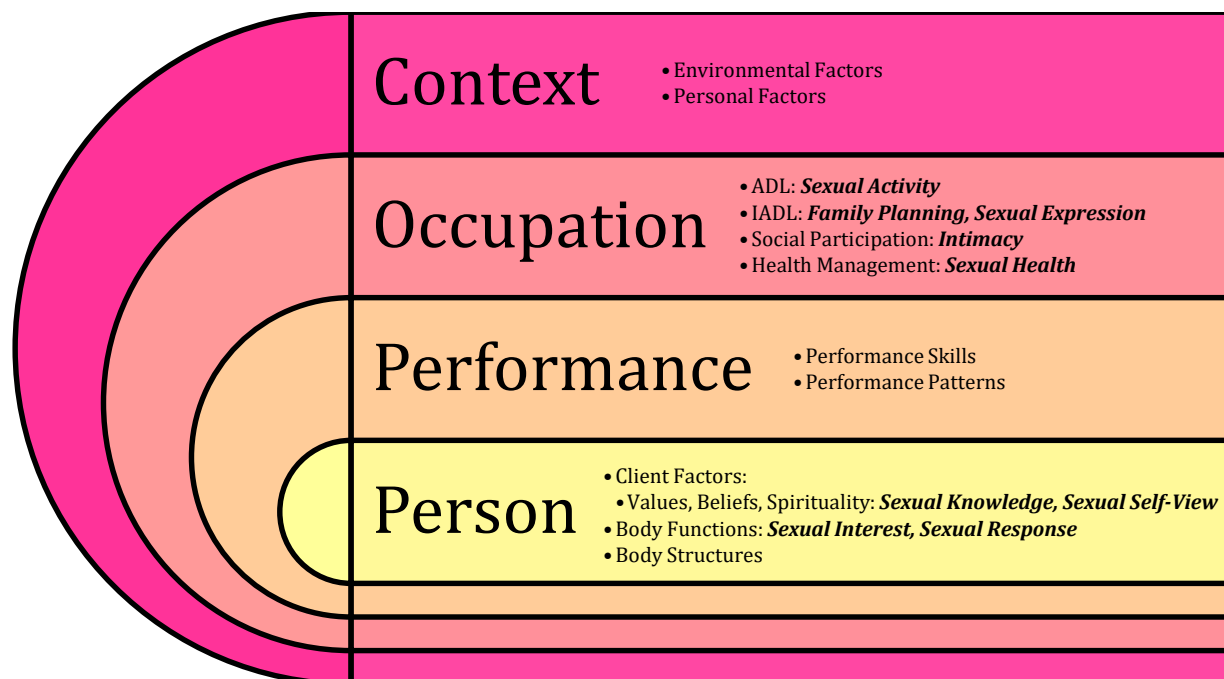 Context
• Environmental Factors
• Personal Factors
Occupation
• ADL: Sexual Activity
• IADL: Family Planning, Sexual Expression
• Social Participation: Intimacy
• Health Management: Sexual Health
Performance
• Performance Skills
• Performance Patterns
Person
• Client Factors:
• Values, Beliefs, Spirituality: Sexual Knowledge, Sexual Self-View
• Body Functions: Sexual Interest, Sexual Response
• Body Structures